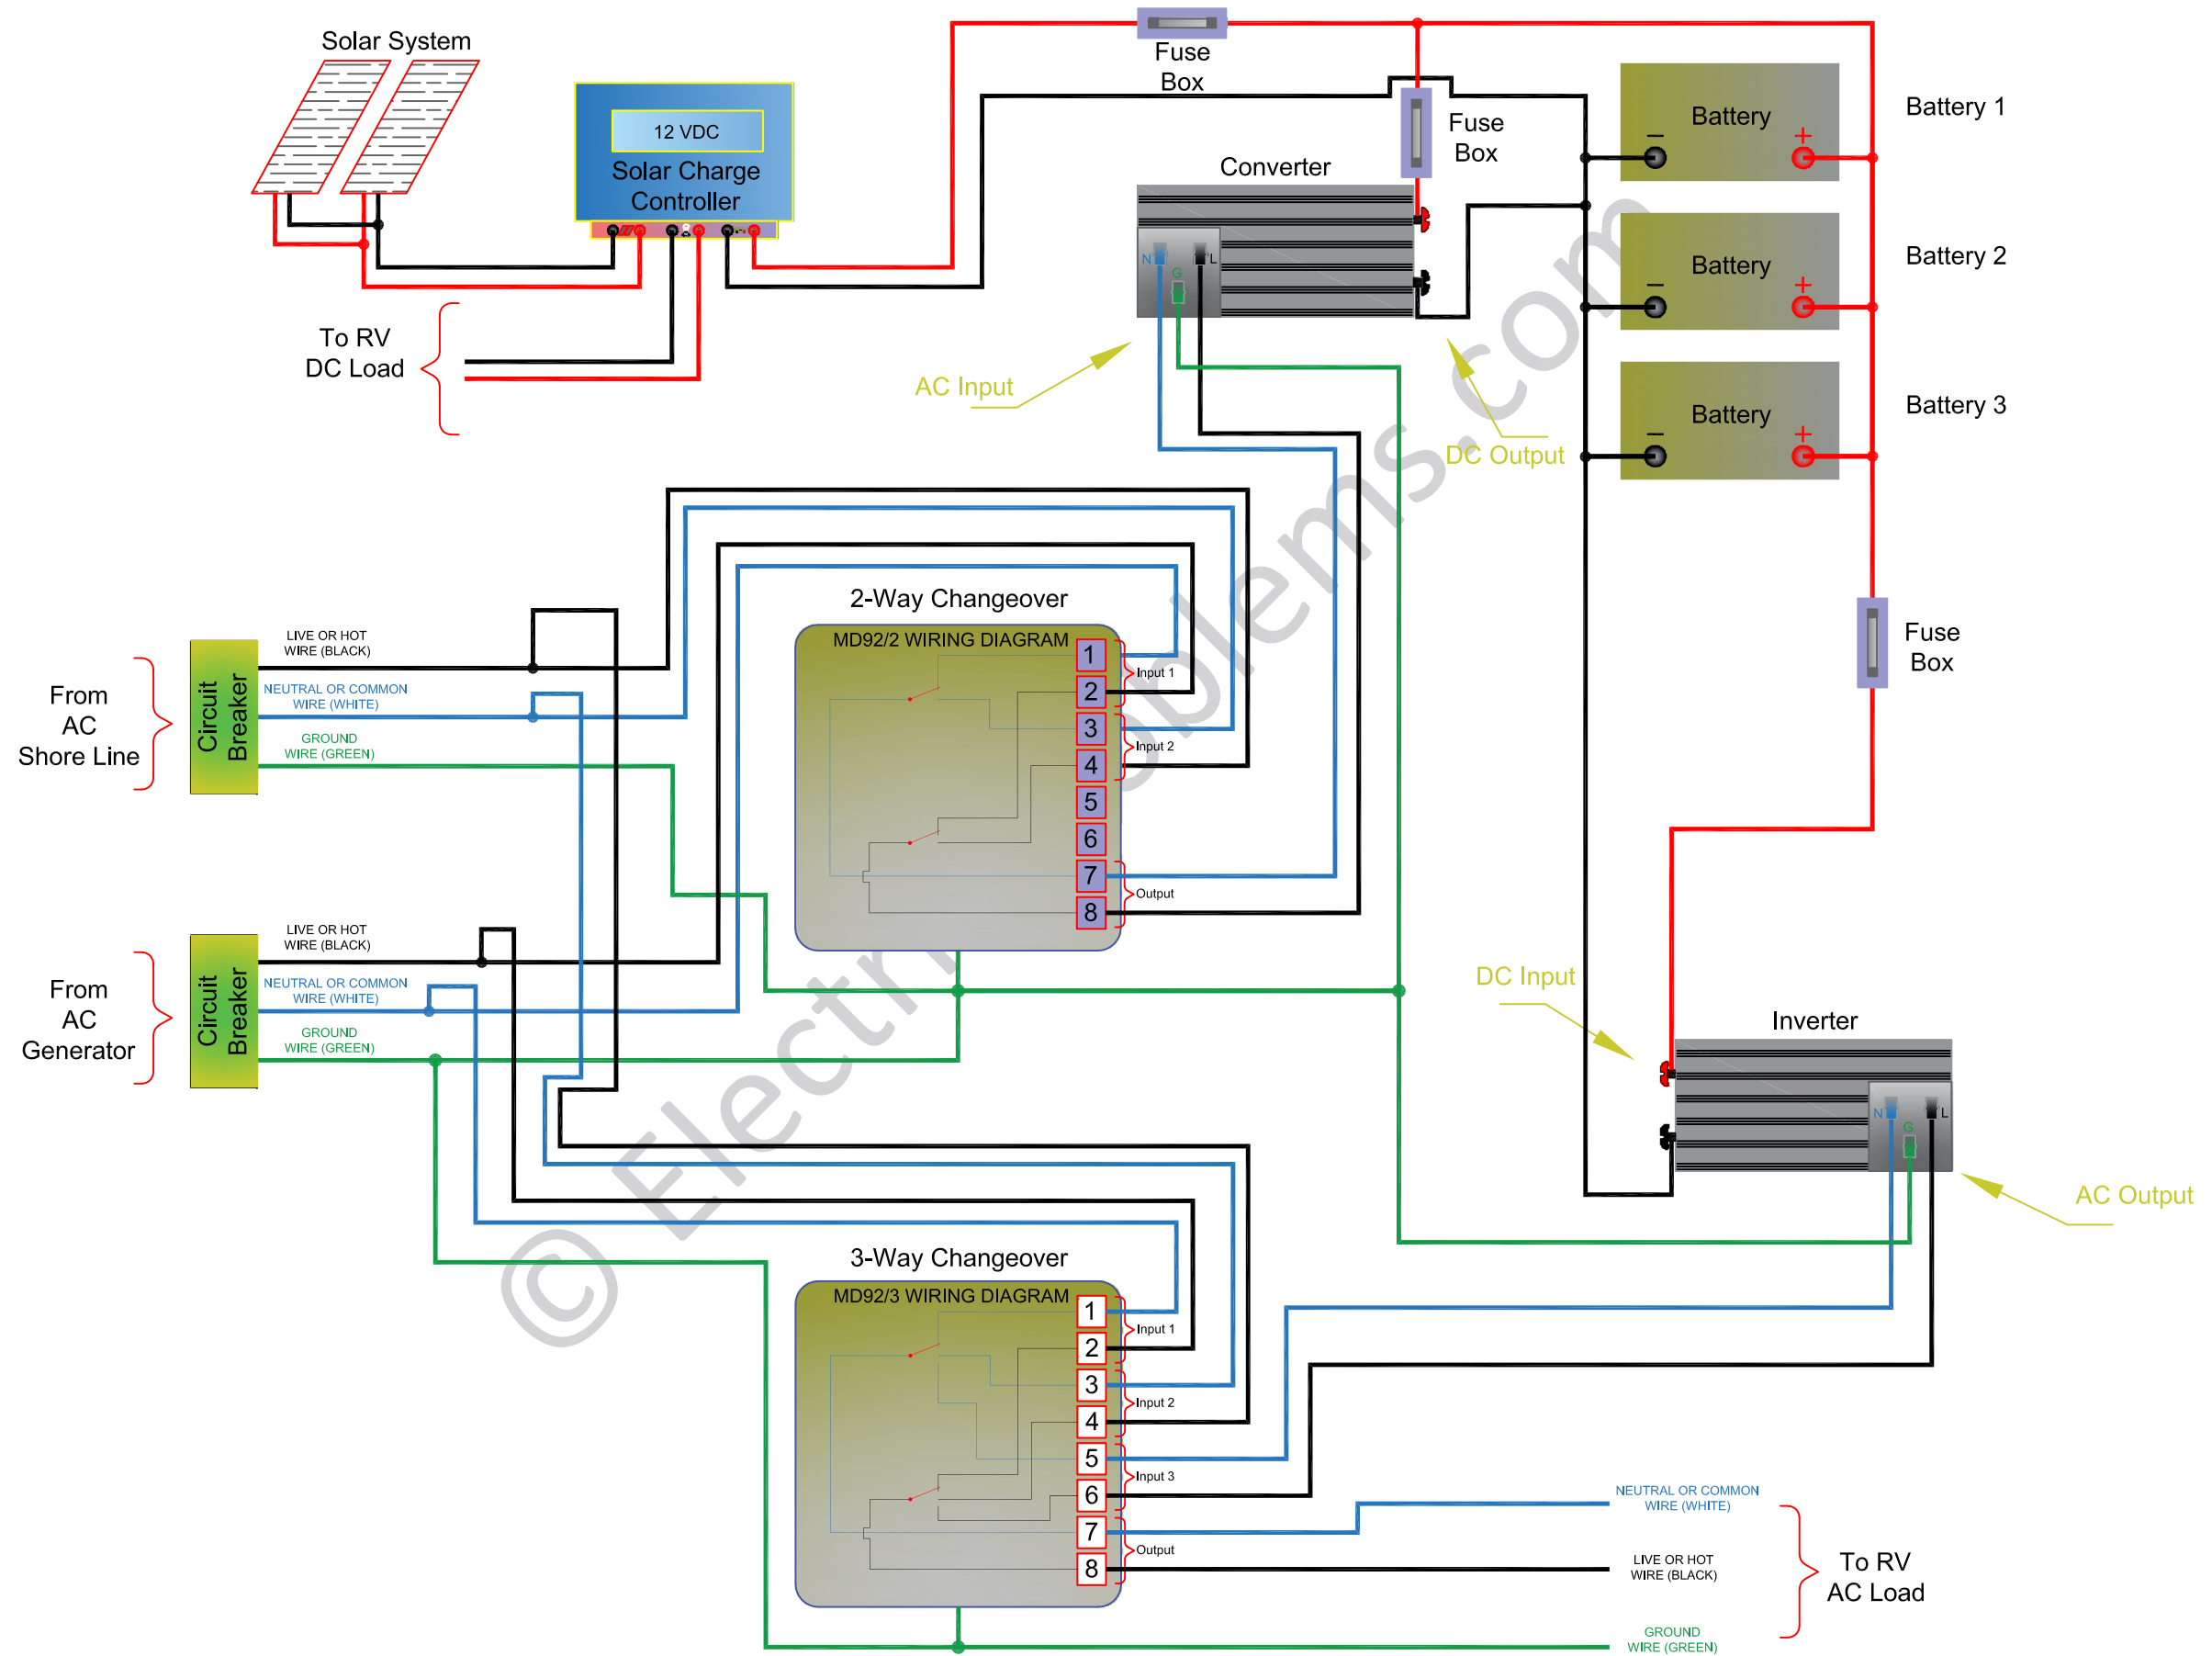 Solar System
12 VDC
Solar Charge
Controller
Fuse
Box
Fuse
Box
Converter
N
G
L
Battery
Battery 1
Battery
Battery 2
Battery
Battery 3
− +
− +
− +
To RV
DC Load
AC Input
DC Output
2-Way Changeover
MD92/2 WIRING DIAGRAM
1
2
3
4
5
6
7
8
Input 1
Input 2
Output
Fuse
Box
From
AC
Shore Line
Circuit
Breaker
LIVE OR HOT
WIRE (BLACK)
NEUTRAL OR COMMON
WIRE (WHITE)
GROUND
WIRE (GREEN)
From
AC
Generator
Circuit
Breaker
LIVE OR HOT
WIRE (BLACK)
NEUTRAL OR COMMON
WIRE (WHITE)
GROUND
WIRE (GREEN)
DC Input
Inverter
N
G
L
AC Output
3-Way Changeover
MD92/3 WIRING DIAGRAM
1
2
3
4
5
6
7
8
Input 1
Input 2
Input 3
Output
NEUTRAL OR COMMON
WIRE (WHITE)
LIVE OR HOT
WIRE (BLACK)
GROUND
WIRE (GREEN)
To RV
AC Load